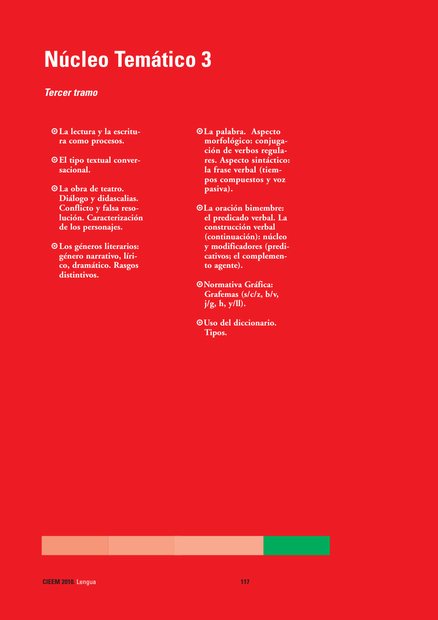 Núcleo Temático 3
Tercer tramo
La lectura y la escritu-
ra como procesos.
El tipo textual conver-
sacional.
La obra de teatro.
Diálogo y didascalias.
Conflicto y falsa reso-
lución. Caracterización
de los personajes.
Los géneros literarios:
género narrativo, líri-
co, dramático. Rasgos
distintivos.
La palabra. Aspecto
morfológico: conjuga-
ción de verbos regula-
res. Aspecto sintáctico:
la frase verbal (tiem-
pos compuestos y voz
pasiva).
La oración bimembre:
el predicado verbal. La
construcción verbal
(continuación): núcleo
y modificadores (predi-
cativos; el complemen-
to agente).
Normativa Gráfica:
Grafemas (s/c/z, b/v,
j/g, h, y/ll).
Uso del diccionario.
Tipos.
CIEEM 2010. Lengua
117